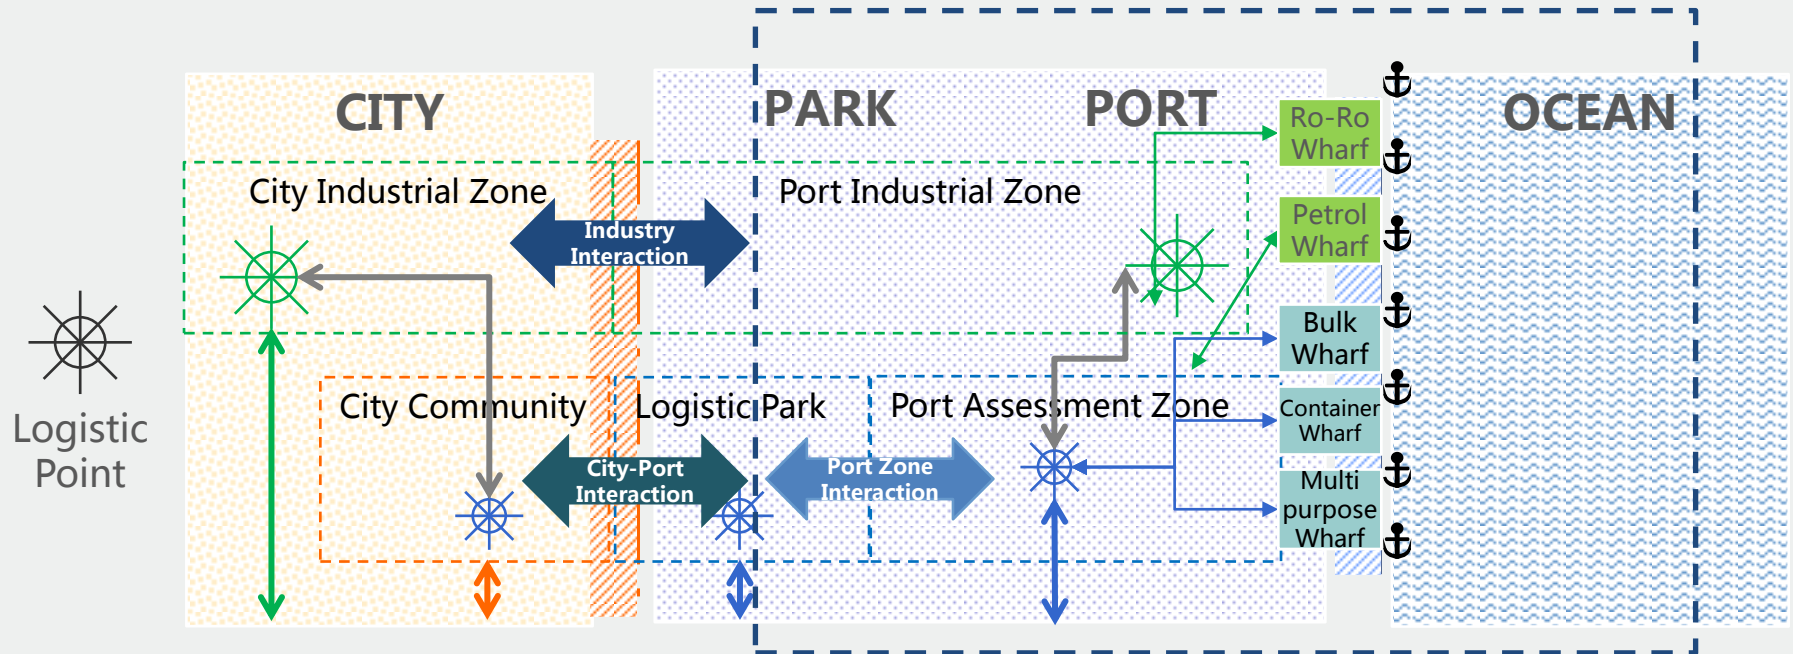 CITY
PARK
PORT
OCEAN
Ro-Ro
Wharf
City Industrial Zone
Port Industrial Zone
Petrol
Wharf
Industry
Interaction
Bulk
Wharf
Logistic
Point
City Community
Logistic Park
Port Assessment Zone
Container
Wharf
City-Port
Interaction
Port Zone
Interaction
Multi
purpose
Wharf